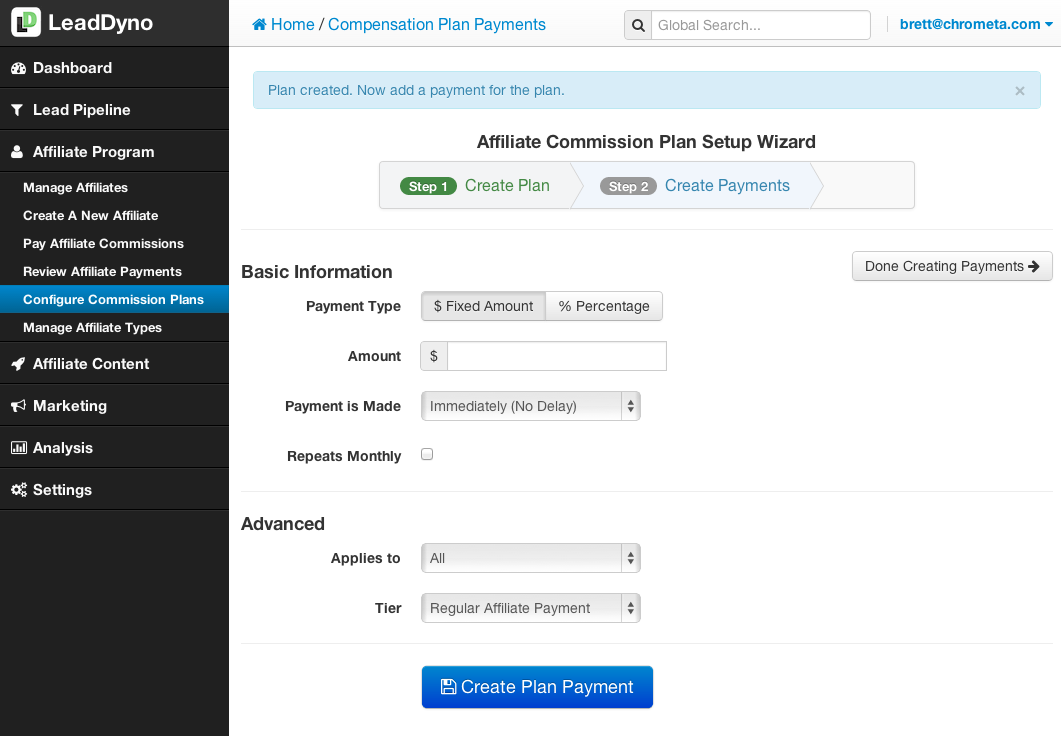 LD LeadDyno
Home / Compensation Plan Payments
Global Search...
brett@chrometa.com
Dashboard
Lead Pipeline
Affiliate Program
Manage Affiliates
Create A New Affiliate
Pay Affiliate Commissions
Review Affiliate Payments
Configure Commission Plans
Manage Affiliate Types
Affiliate Content
Marketing
Analysis
Settings
Plan created. Now add a payment for the plan. ×
Affiliate Commission Plan Setup Wizard
Step 1 Create Plan Step 2 Create Payments
Done Creating Payments
Basic Information
Payment Type $ Fixed Amount % Percentage
Amount $
Payment is Made Immediately (No Delay)
Repeats Monthly
Advanced
Applies to All
Tier Regular Affiliate Payment
Create Plan Payment